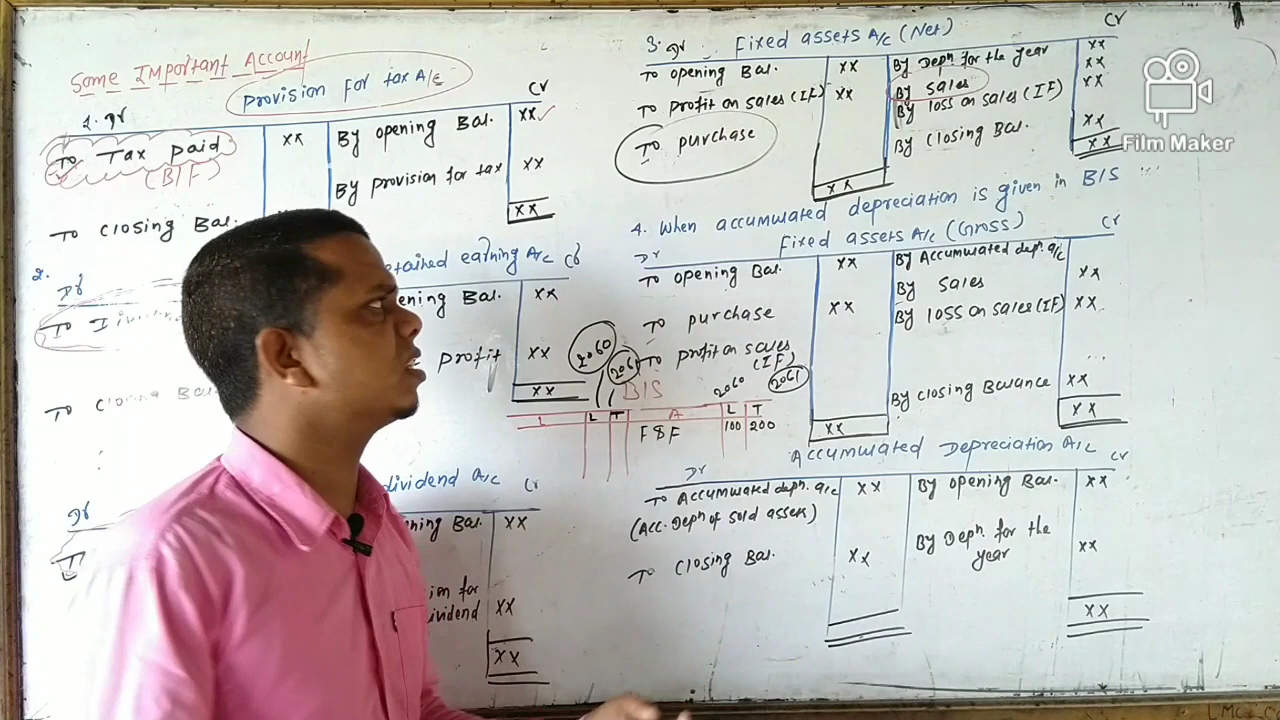 Some Important Account
Provision for tax A/c
1. Dr
Cr
To Tax paid
(B/F)
xx
By opening Bal.
xx
By provision for tax
xx
To closing Bal.
xx
2.
Dr
etained earning A/c
Cr
pening Bal.
xx
profit
xx
xx
Dr
dividend A/c
Cr
ning Bal.
xx
ion for
ividend
xx
xx
3. Dr
Fixed assets A/c (Net)
Cr
To opening Bal.
xx
By Depn for the year
xx
To profit on sales (IF)
xx
By sales
xx
By loss on sales (IF)
xx
To purchase
By closing Bal.
xx
xx
xx
4. When accumulated depreciation is given in B/S
Dr
Fixed assets A/c (Gross)
Cr
To opening Bal.
xx
By Accumulated dep. a/c
xx
To purchase
xx
By sales
By loss on sales (IF)
xx
To profit on sales
(IF)
By closing Balance
xx
xx
xx
2060
2061
B/S
2060
2061
L
L
T
A
L
T
F&F
100
200
Accumulated Depreciation A/c
Dr
Cr
To Accumulated depn. a/c
xx
By opening Bal.
xx
(Acc. Depn of sold assets)
To closing Bal.
xx
By Depn. for the
year
xx
xx
Film Maker